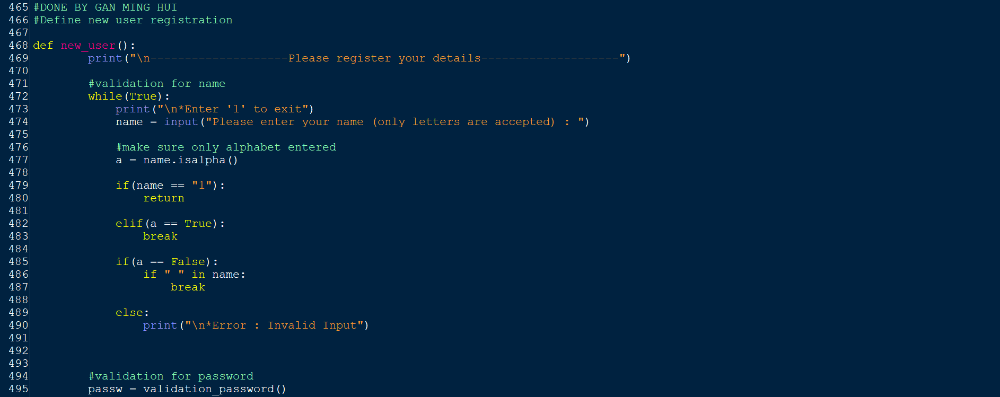 465 #DONE BY GAN MING HUI
466 #Define new user registration
467
468 def new_user():
469         print("\n--------------------Please register your details--------------------")
470
471         #validation for name
472         while(True):
473             print("\n*Enter '1' to exit")
474             name = input("Please enter your name (only letters are accepted) : ")
475
476             #make sure only alphabet entered
477             a = name.isalpha()
478
479             if(name == "1"):
480                 return
481
482             elif(a == True):
483                 break
484
485             if(a == False):
486                 if " " in name:
487                     break
488
489             else:
490                 print("\n*Error : Invalid Input")
491
492
493
494         #validation for password
495         passw = validation_password()